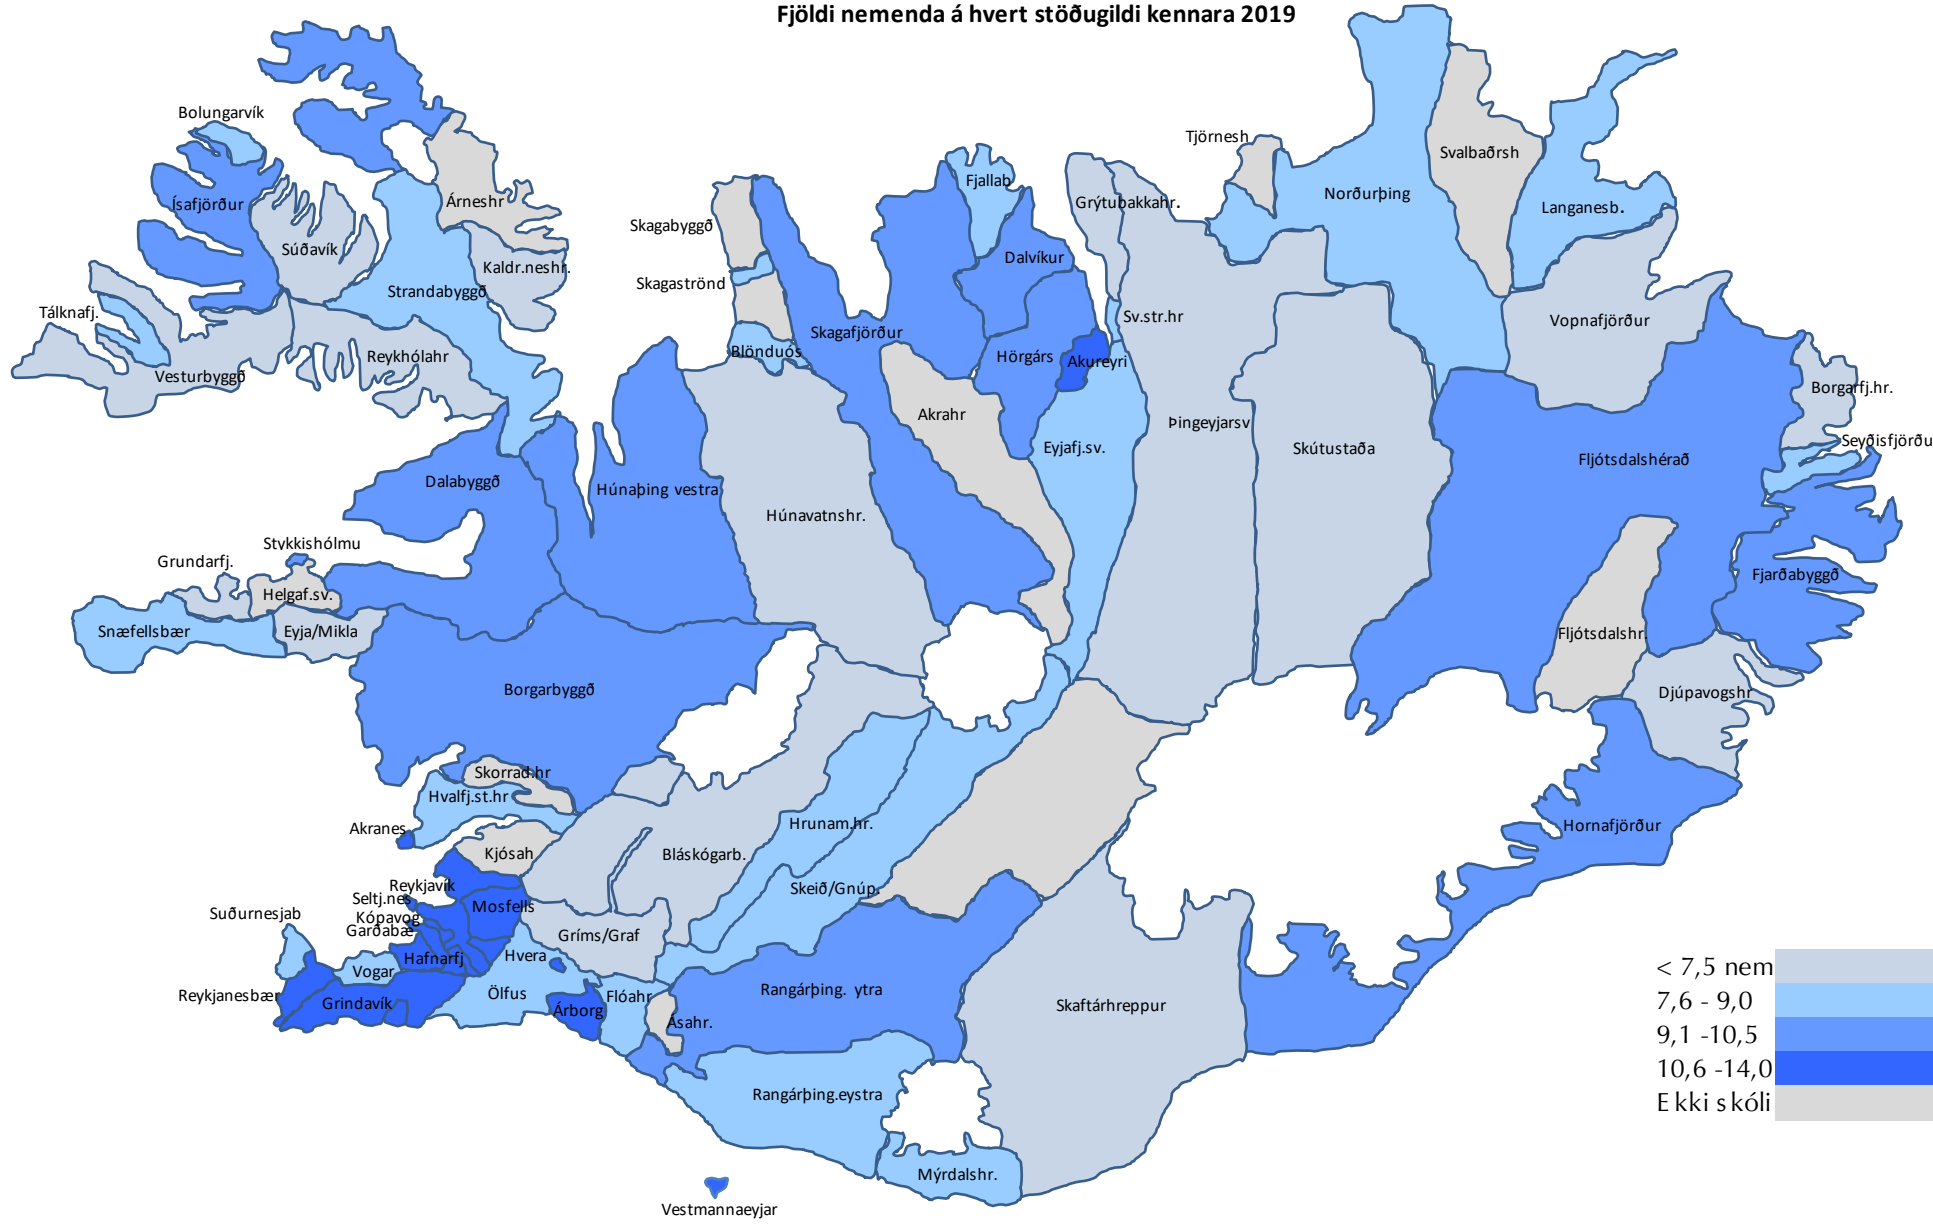 Fjöldi nemenda á hvert stöðugildi kennara 2019
Bolungarvík
Ísafjörður
Súðavík
Árneshr
Kaldr.neshr.
Strandabyggð
Tálknafj.
Vesturbyggð
Reykhólahr
Skagabyggð
Skagaströnd
Blönduós
Skagafjörður
Fjallab
Dalvíkur
Hörgárs
Akureyri
Akrahr
Eyjafj.sv.
Grýtubakkahr.
Sv.str.hr
Tjörnesh
Norðurþing
Svalbaðrsh
Langanesb.
Vopnafjörður
Þingeyjarsv
Skútustaða
Borgarfj.hr.
Seyðisfjörðu
Fljótsdalshérað
Fjarðabyggð
Fljótsdalshr.
Djúpavogshr
Hornafjörður
Dalabyggð
Húnaþing vestra
Húnavatnshr.
Stykkishólmu
Grundarfj.
Helgaf.sv.
Snæfellsbær
Eyja/Mikla
Borgarbyggð
Skorrad.hr
Hvalfj.st.hr
Akranes
Kjósah
Bláskógarb.
Hrunam.hr.
Skeið/Gnúp.
Reykjavík
Seltj.nes
Kópavog
Garðabæ
Mosfells
Hafnarfj
Suðurnesjab
Vogar
Reykjanesbær
Grindavík
Gríms/Graf
Hvera
Ölfus
Árborg
Flóahr
Ásahr.
Rangárþing. ytra
Rangárþing.eystra
Skaftárhreppur
Mýrdalshr.
Vestmannaeyjar
< 7,5 nem
7,6 - 9,0
9,1 -10,5
10,6 -14,0
Ekki skóli